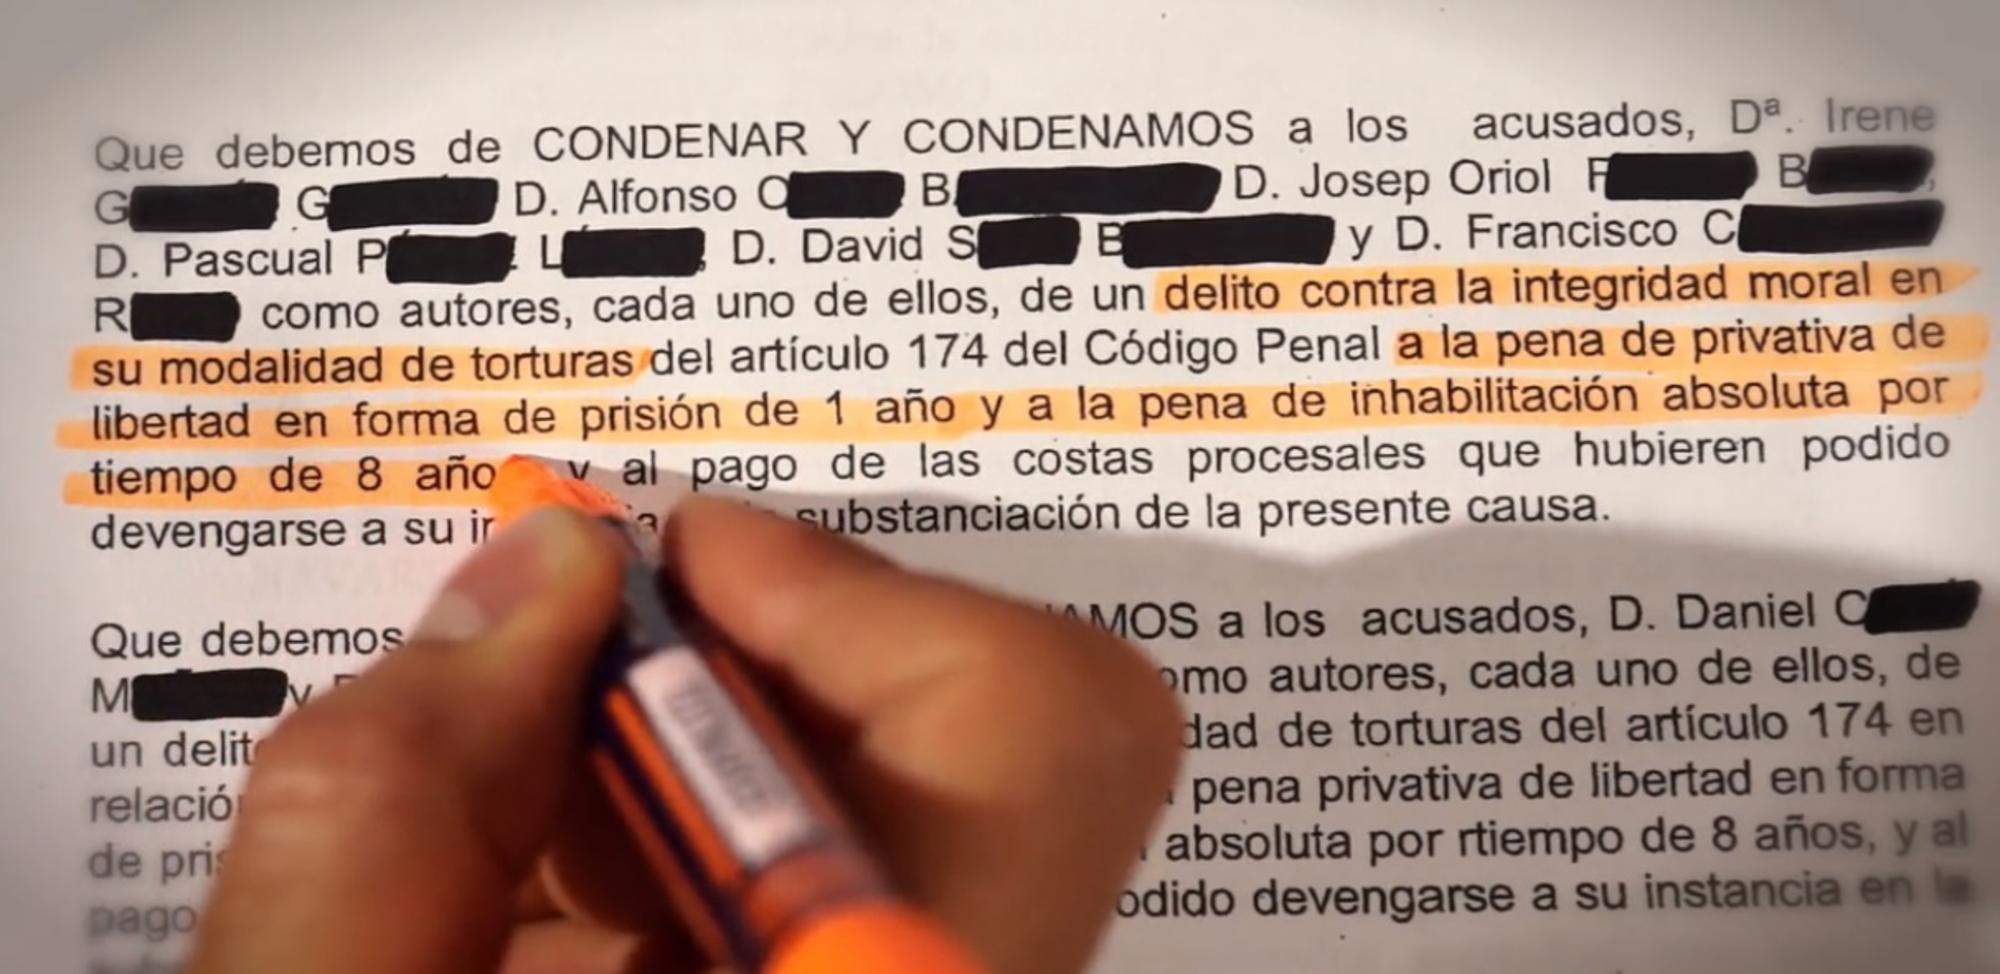 Que debemos de CONDENAR Y CONDENAMOS a los acusados, Dª. Irene
G G D. Alfonso O B D. Josep Oriol F B,
D. Pascual P L D. David S B y D. Francisco C
R como autores, cada uno de ellos, de un delito contra la integridad moral en
su modalidad de torturas del artículo 174 del Código Penal a la pena de privativa de
libertad en forma de prisión de 1 año y a la pena de inhabilitación absoluta por
tiempo de 8 año y al pago de las costas procesales que hubieren podido
devengarse a su substanciación de la presente causa.
Que debemos AMOS a los acusados, D. Daniel C
M y omo autores, cada uno de ellos, de
un delit dad de torturas del artículo 174 en
relació pena privativa de libertad en forma
de pris absoluta por rtiempo de 8 años, y al
pago odido devengarse a su instancia en la